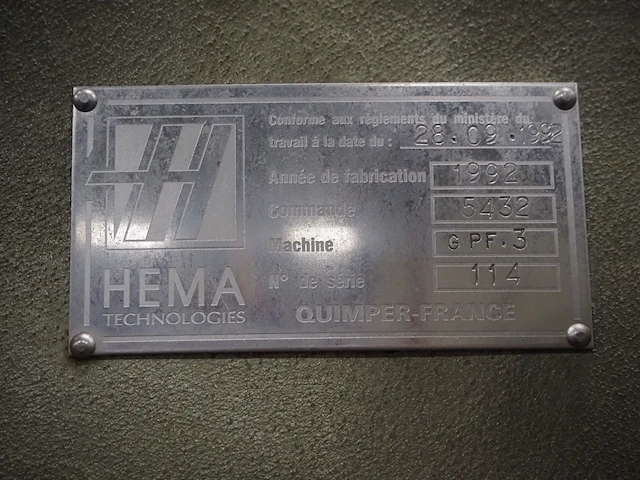 Conforme aux règlements du ministère du
travail à la date du : 28.09.1992
Année de fabrication 1992
Commande 5432
Machine GPF.3
N° de série 114
HEMA
TECHNOLOGIES
QUIMPER-FRANCE